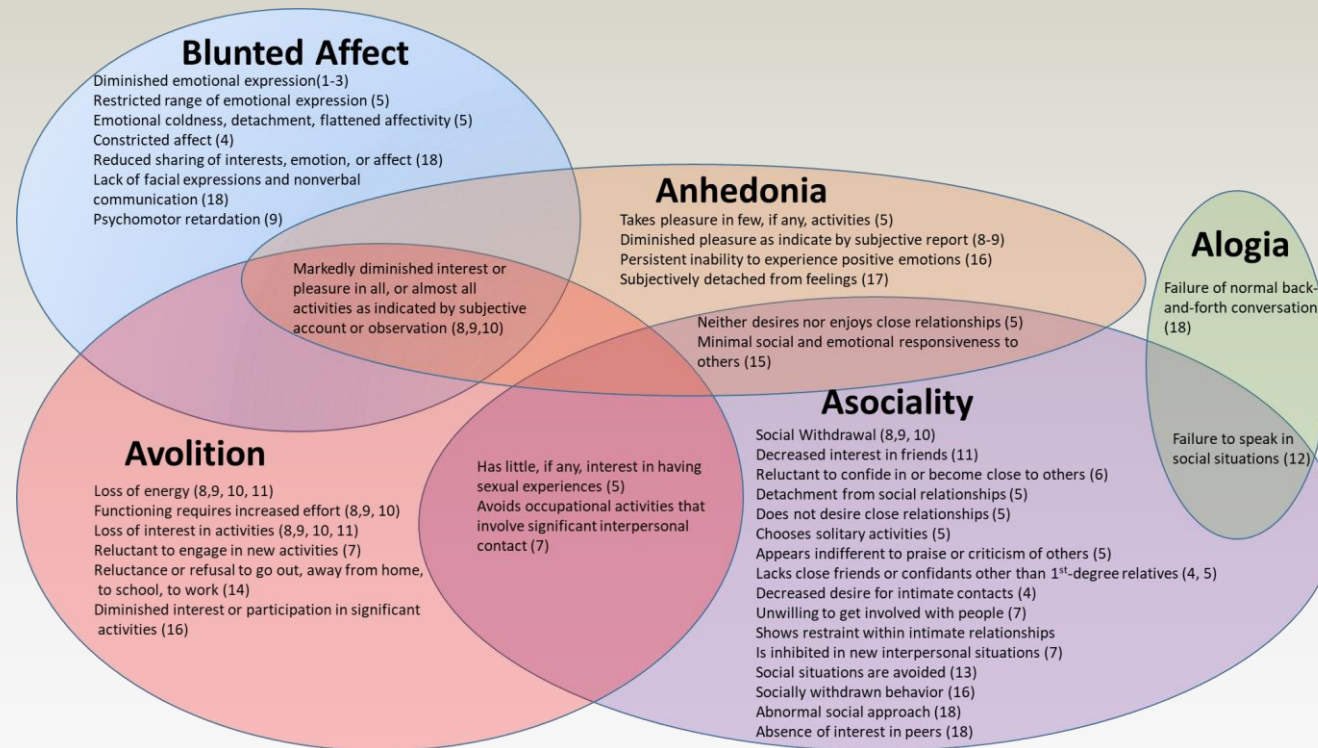 Blunted Affect
Diminished emotional expression(1-3)
Restricted range of emotional expression (5)
Emotional coldness, detachment, flattened affectivity (5)
Constricted affect (4)
Reduced sharing of interests, emotion, or affect (18)
Lack of facial expressions and nonverbal
communication (18)
Psychomotor retardation (9)
Anhedonia
Takes pleasure in few, if any, activities (5)
Diminished pleasure as indicate by subjective report (8-9)
Persistent inability to experience positive emotions (16)
Subjectively detached from feelings (17)
Alogia
Failure of normal back-
and-forth conversation
(18)
Markedly diminished interest or
pleasure in all, or almost all
activities as indicated by subjective
account or observation (8,9,10)
Neither desires nor enjoys close relationships (5)
Minimal social and emotional responsiveness to
others (15)
Avolition
Loss of energy (8,9, 10, 11)
Functioning requires increased effort (8,9, 10)
Loss of interest in activities (8,9, 10, 11)
Reluctant to engage in new activities (7)
Reluctance or refusal to go out, away from home,
to school, to work (14)
Diminished interest or participation in significant
activities (16)
Has little, if any, interest in having
sexual experiences (5)
Avoids occupational activities that
involve significant interpersonal
contact (7)
Asociality
Social Withdrawal (8,9, 10)
Decreased interest in friends (11)
Reluctant to confide in or become close to others (6)
Detachment from social relationships (5)
Does not desire close relationships (5)
Chooses solitary activities (5)
Appears indifferent to praise or criticism of others (5)
Lacks close friends or confidants other than 1st-degree relatives (4, 5)
Decreased desire for intimate contacts (4)
Unwilling to get involved with people (7)
Shows restraint within intimate relationships
Is inhibited in new interpersonal situations (7)
Social situations are avoided (13)
Socially withdrawn behavior (16)
Abnormal social approach (18)
Absence of interest in peers (18)
Failure to speak in
social situations (12)